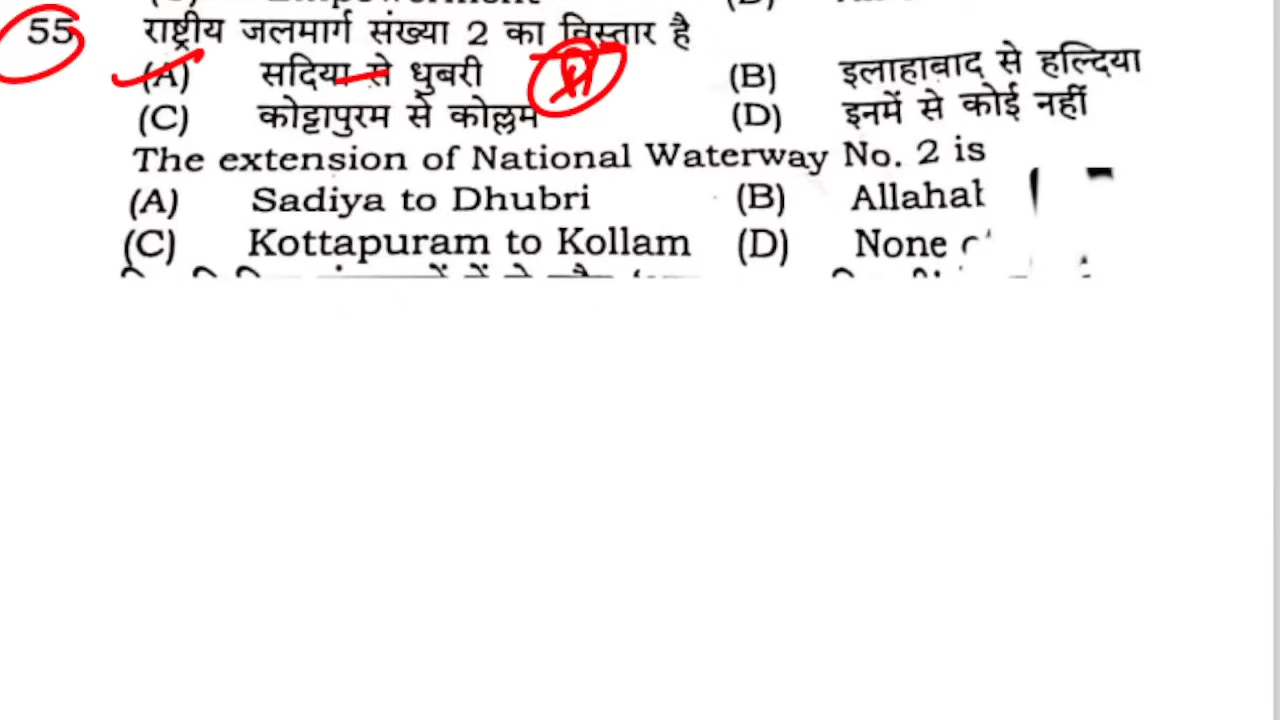 55 राष्ट्रीय जलमार्ग संख्या 2 का विस्तार है
(A) सदिया से धुबरी (B) इलाहाबाद से हल्दिया
(C) कोट्टापुरम से कोल्लम (D) इनमें से कोई नहीं
The extension of National Waterway No. 2 is
(A) Sadiya to Dhubri (B)
(C) Kottapuram to Kollam (D) None